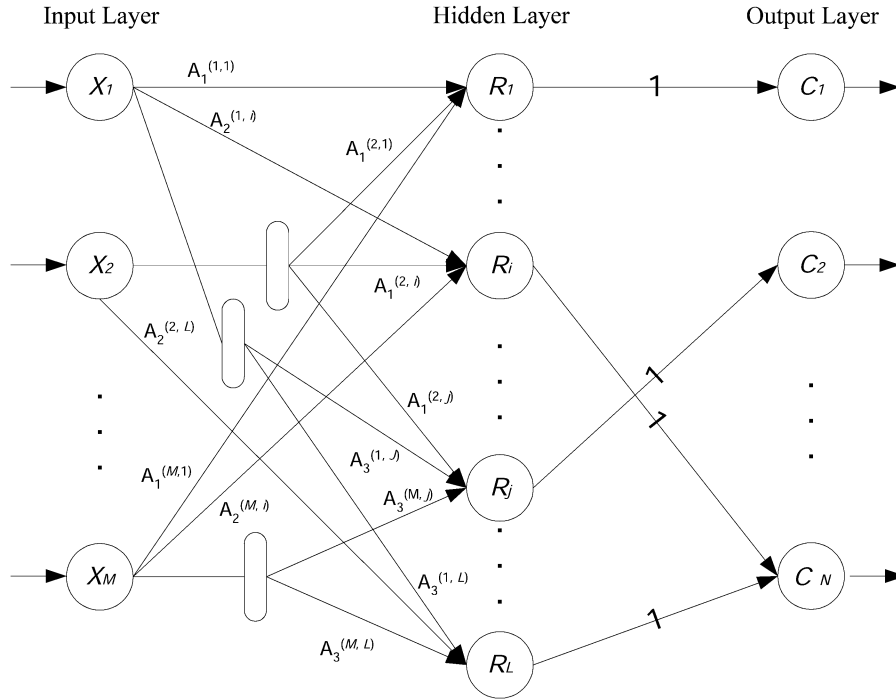 Input Layer Hidden Layer Output Layer
X1 A1(1,1) R1 1 C1
A2(1, i)
A1(2,1)
X2 Ri C2
A1(2, i)
A2(2, L)
1
A1(2, j)
1
A3(1, J)
A1(M,1)
A3(M, j) Rj
A2(M, i)
XM A3(1, L) C N
1
A3(M, L) RL